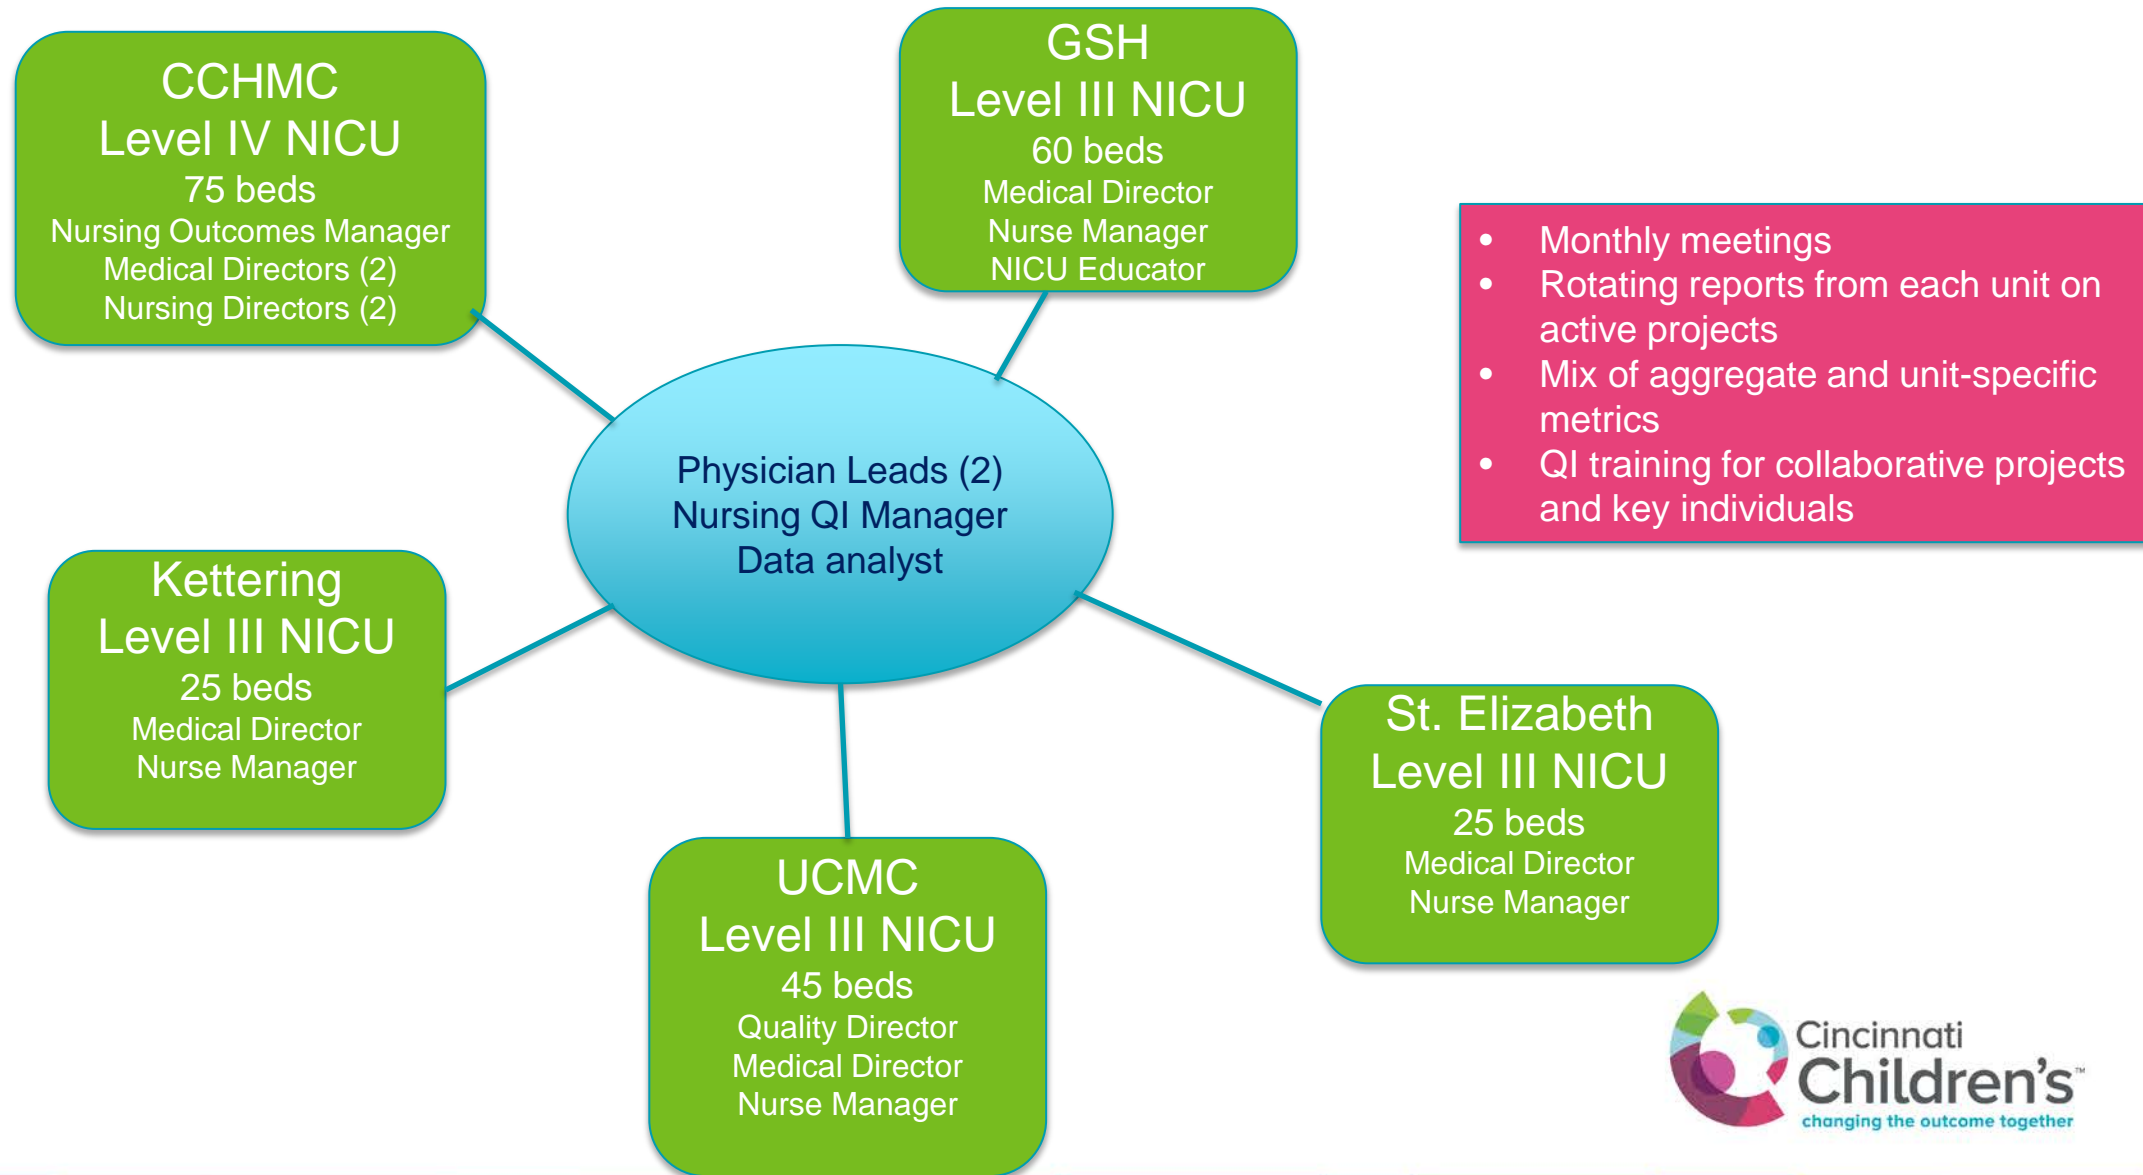 CCHMC
Level IV NICU
75 beds
Nursing Outcomes Manager
Medical Directors (2)
Nursing Directors (2)
GSH
Level III NICU
60 beds
Medical Director
Nurse Manager
NICU Educator
• Monthly meetings
• Rotating reports from each unit on
active projects
• Mix of aggregate and unit-specific
metrics
• QI training for collaborative projects
and key individuals
Physician Leads (2)
Nursing QI Manager
Data analyst
Kettering
Level III NICU
25 beds
Medical Director
Nurse Manager
St. Elizabeth
Level III NICU
25 beds
Medical Director
Nurse Manager
UCMC
Level III NICU
45 beds
Quality Director
Medical Director
Nurse Manager
Cincinnati
Children's™
changing the outcome together